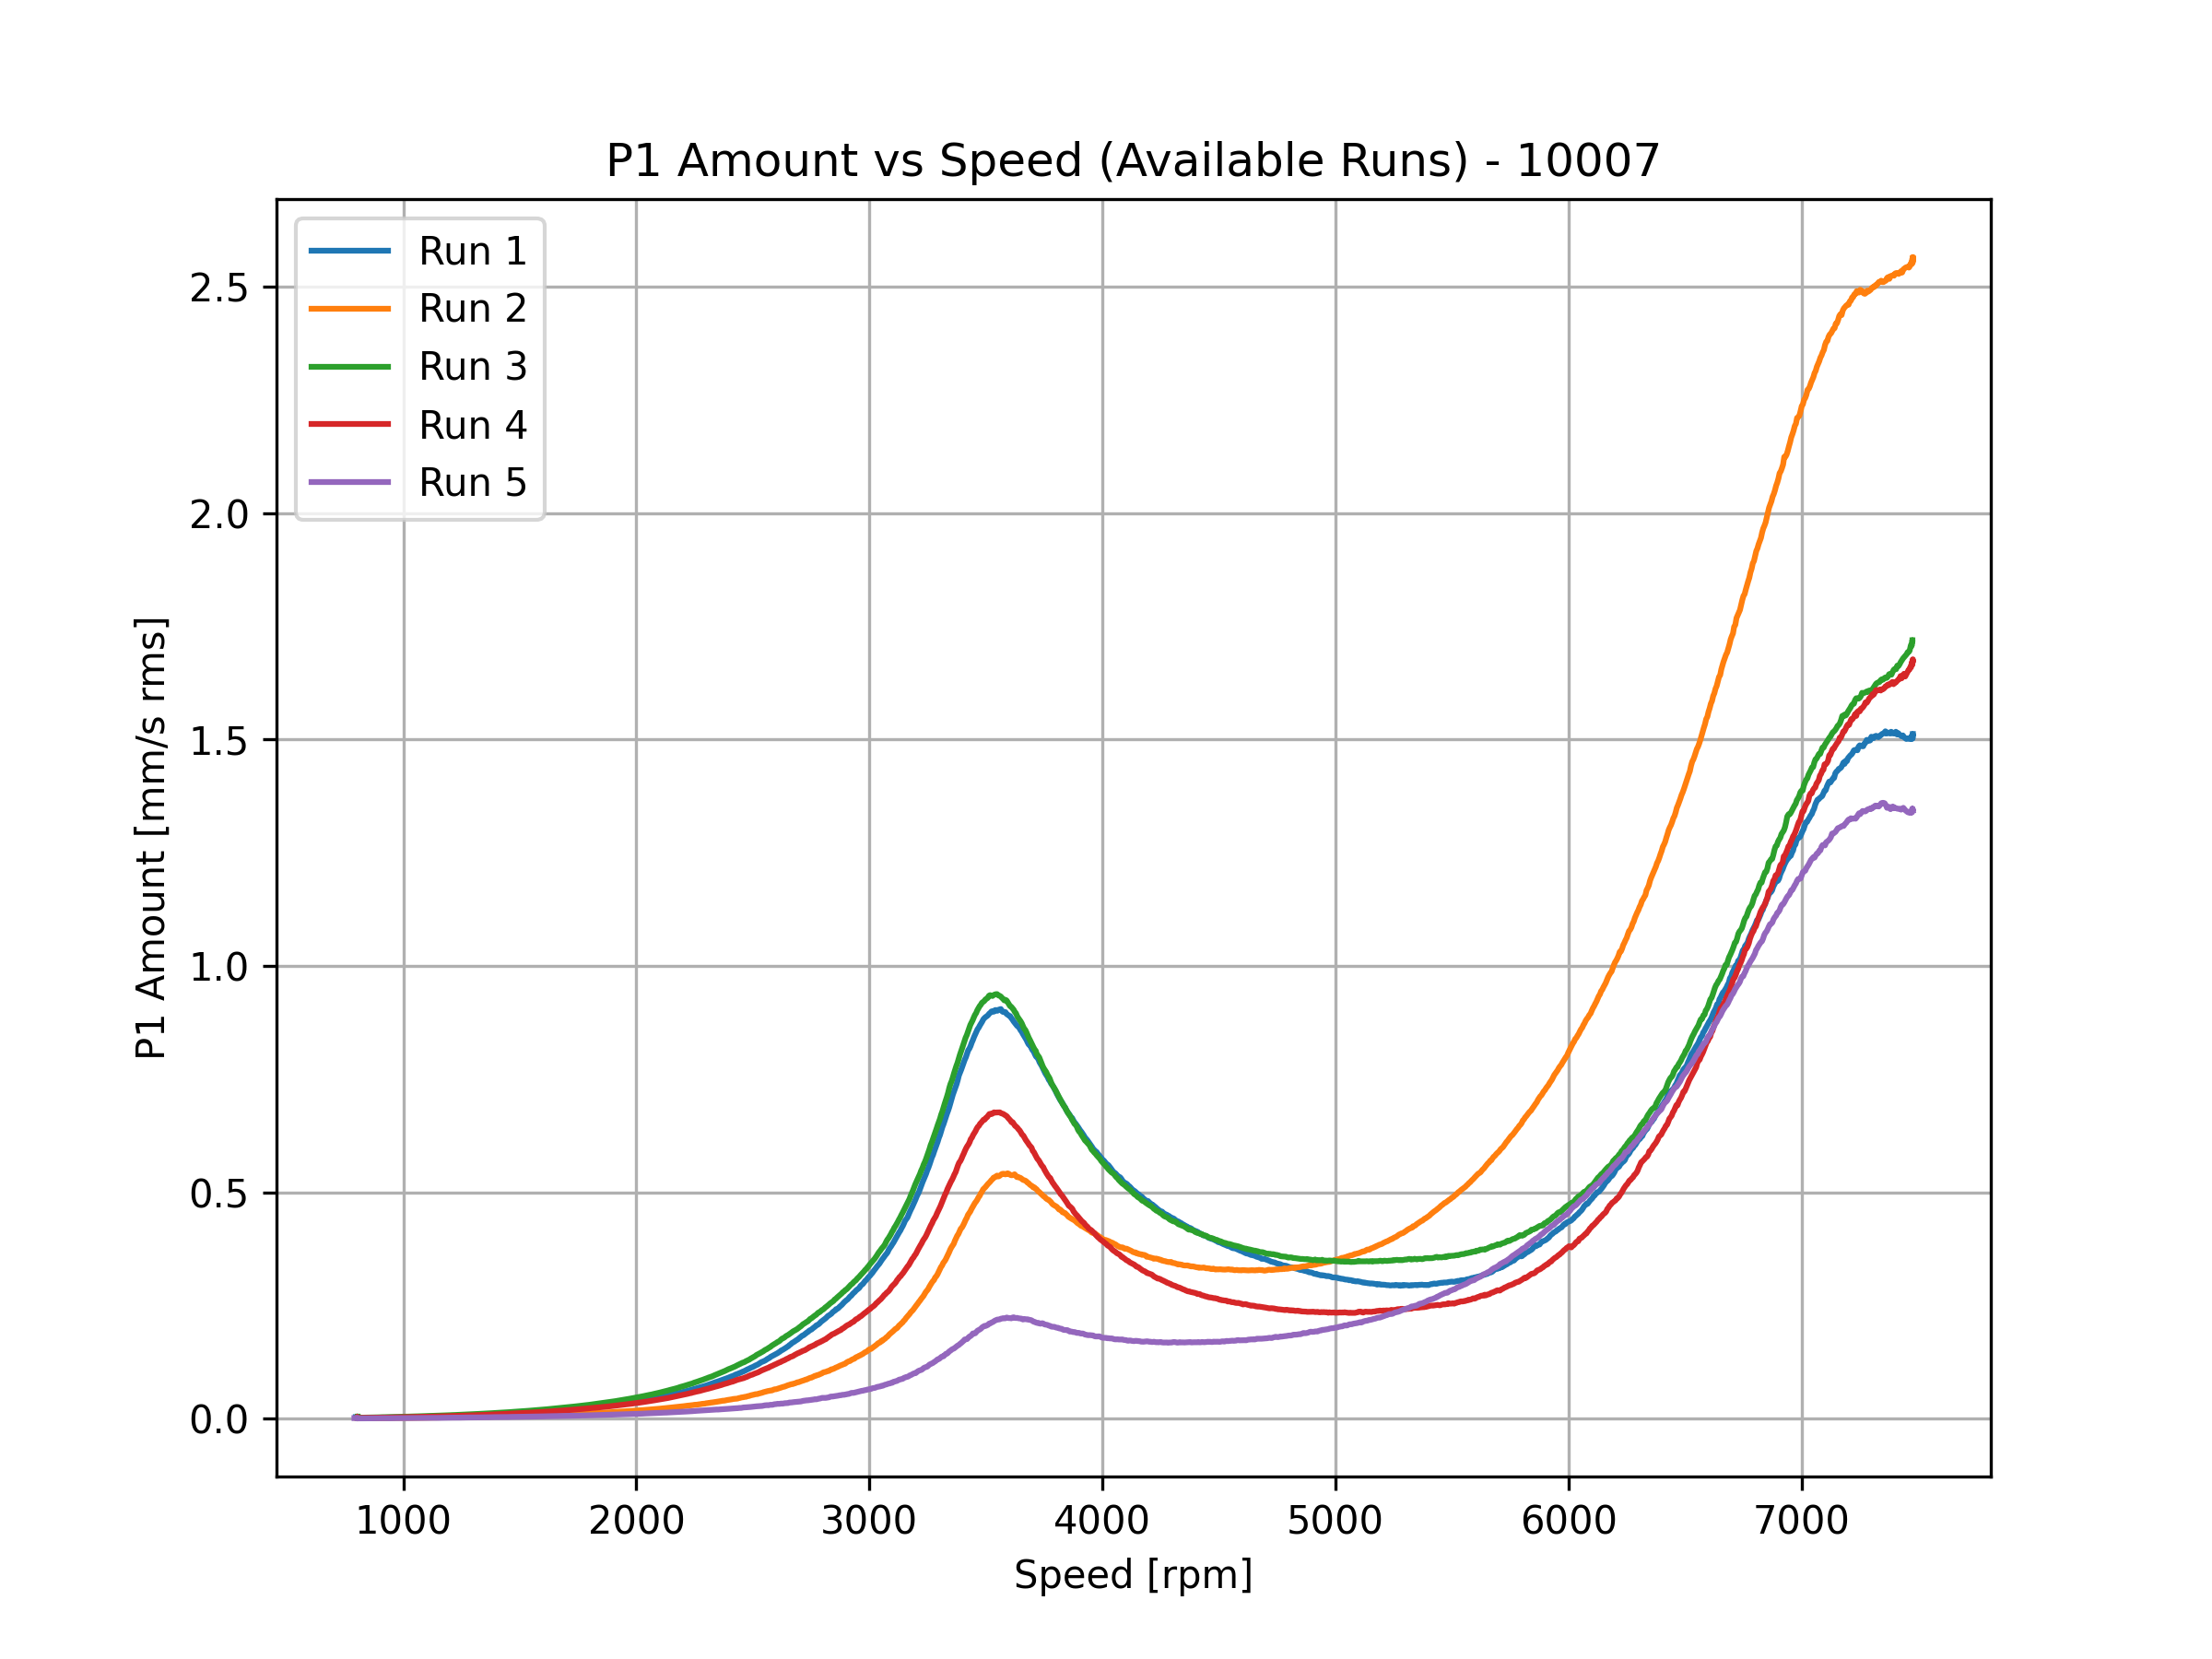 P1 Amount vs Speed (Available Runs) - 10007
Run 1
Run 2
Run 3
Run 4
Run 5
2.5
2.0
1.5
1.0
0.5
0.0
P1 Amount [mm/s rms]
1000 2000 3000 4000 5000 6000 7000
Speed [rpm]